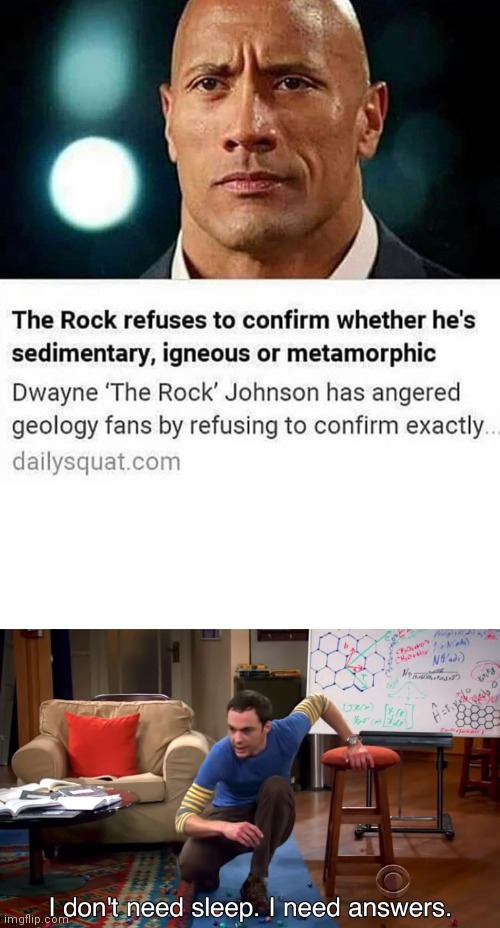 The Rock refuses to confirm whether he's
sedimentary, igneous or metamorphic
Dwayne ‘The Rock’ Johnson has angered
geology fans by refusing to confirm exactly...
dailysquat.com
I don't need sleep. I need answers.
imgflip.com